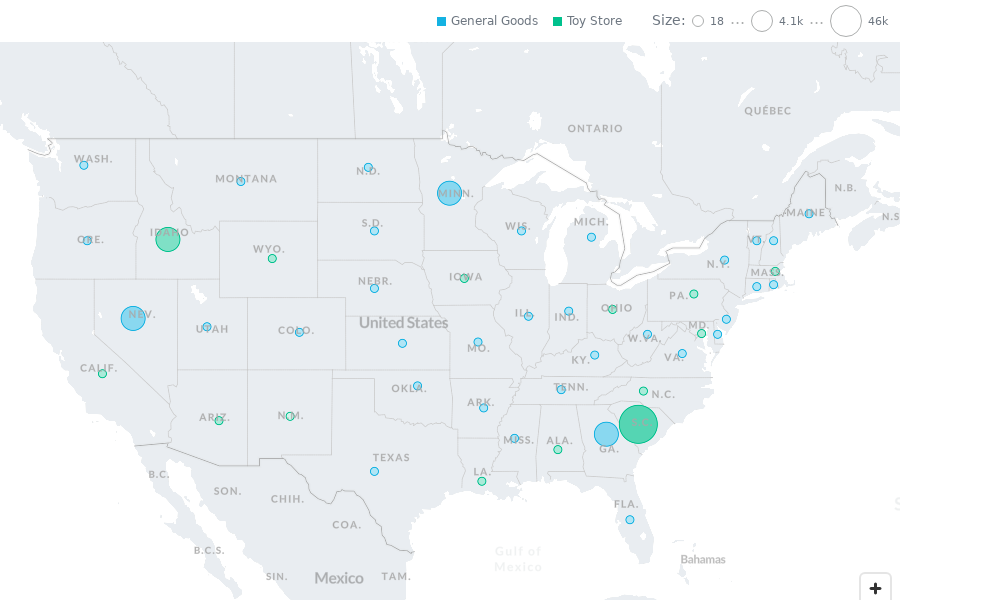 General Goods Toy Store Size: 18 ... 4.1k ... 46k
QUÉBEC
ONTARIO
WASH.
MONTANA
N.D.
MINN.
N.B.
MAINE
N.S
ORE.
IDAHO
WYO.
S.D.
WIS.
MICH.
VT.
N.Y.
MASS.
NEBR.
IOWA
PA.
NEV.
UTAH
COLO.
United States
ILL.
IND.
OHIO
MD.
W.VA.
MO.
KY.
VA.
CALIF.
OKLA.
TENN.
N.C.
ARIZ.
N.M.
ARK.
MISS.
ALA.
GA.
TEXAS
LA.
B.C.
SON.
CHIH.
COA.
FLA.
B.C.S.
Gulf of
Mexico
Bahamas
SIN.
Mexico
TAM.
+